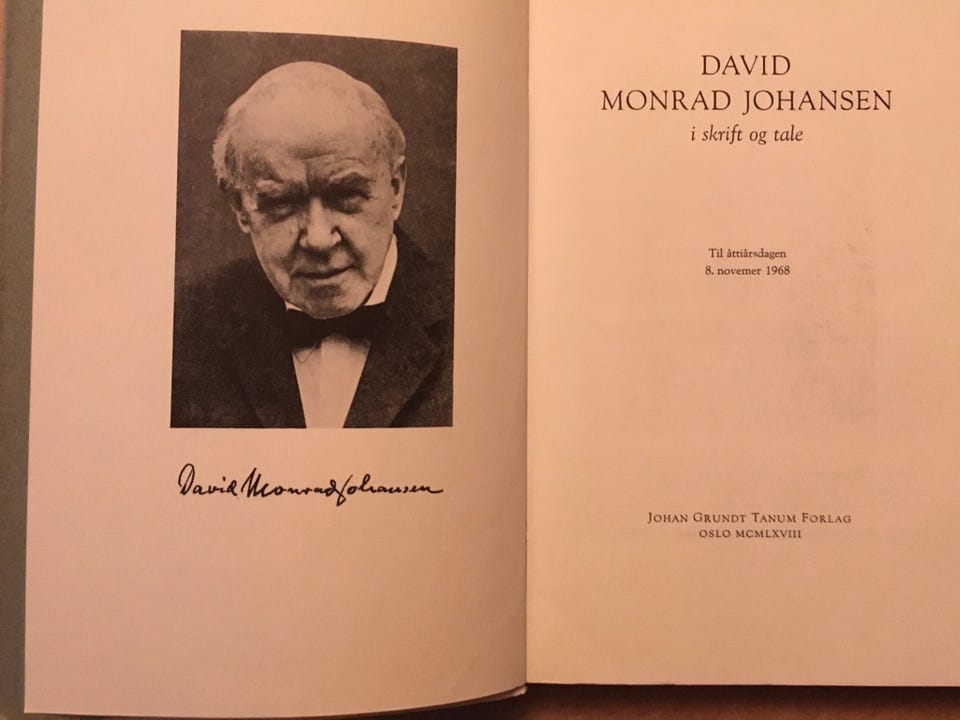 David Monrad Johansen
DAVID
MONRAD JOHANSEN
i skrift og tale
Til åttiårsdagen
8. novemer 1968
JOHAN GRUNDT TANUM FORLAG
OSLO MCMLXVIII